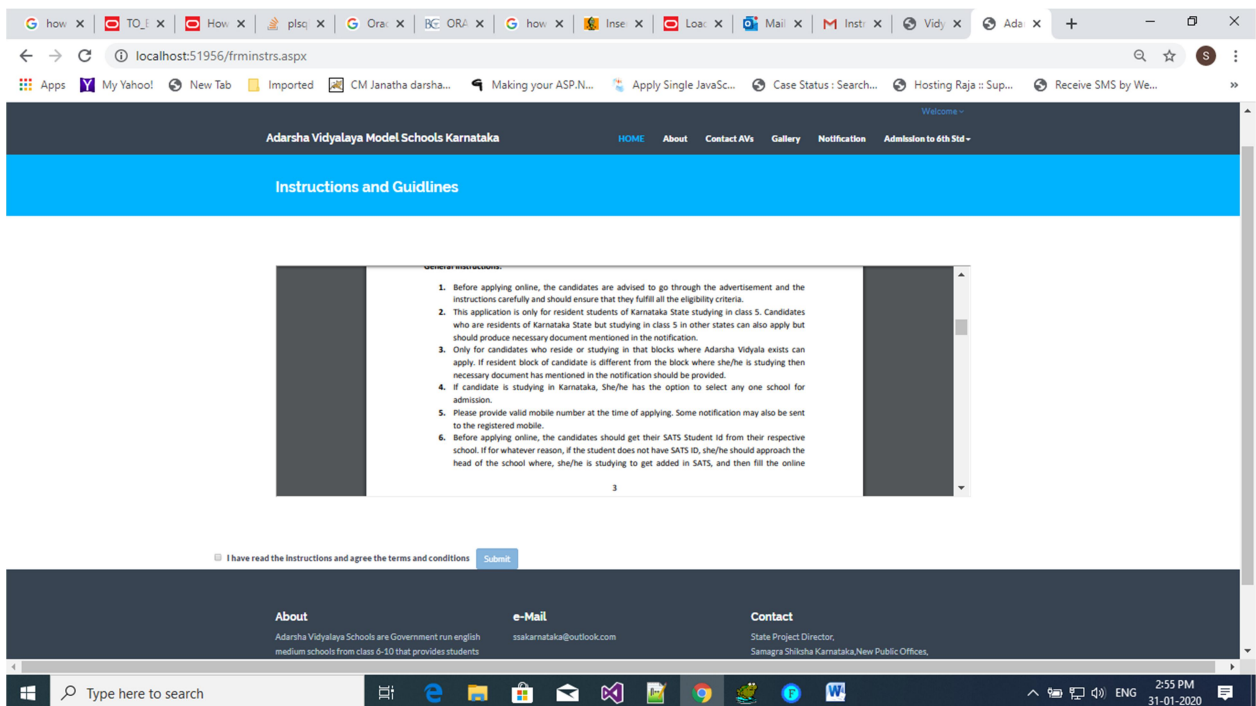 how
TO_E
How
plsq
Orac
ORA
how
Inse
Loac
Mail
Instr
Vidy
Adar
localhost:51956/frminstrs.aspx
S
Apps My Yahoo! New Tab Imported CM Janatha darsha... Making your ASP.N... Apply Single JavaSc... Case Status : Search... Hosting Raja :: Sup... Receive SMS by We... »
Welcome
Adarsha Vidyalaya Model Schools Karnataka HOME About Contact AVs Gallery Notification Admission to 6th Std
Instructions and Guidlines
General Instructions:
1. Before applying online, the candidates are advised to go through the advertisement and the
instructions carefully and should ensure that they fulfill all the eligibility criteria.
2. This application is only for resident students of Karnataka State studying in class 5. Candidates
who are residents of Karnataka State but studying in class 5 in other states can also apply but
should produce necessary document mentioned in the notification.
3. Only for candidates who reside or studying in that blocks where Adarsha Vidyala exists can
apply. If resident block of candidate is different from the block where she/he is studying then
necessary document has mentioned in the notification should be provided.
4. If candidate is studying in Karnataka, She/he has the option to select any one school for
admission.
5. Please provide valid mobile number at the time of applying. Some notification may also be sent
to the registered mobile.
6. Before applying online, the candidates should get their SATS Student Id from their respective
school. If for whatever reason, if the student does not have SATS ID, she/he should approach the
head of the school where, she/he is studying to get added in SATS, and then fill the online
3
I have read the instructions and agree the terms and conditions Submit
About
Adarsha Vidyalaya Schools are Government run english
medium schools from class 6-10 that provides students
e-Mail
ssakarnataka@outlook.com
Contact
State Project Director,
Samagra Shiksha Karnataka,New Public Offices,
Type here to search
ENG
2:55 PM
31-01-2020